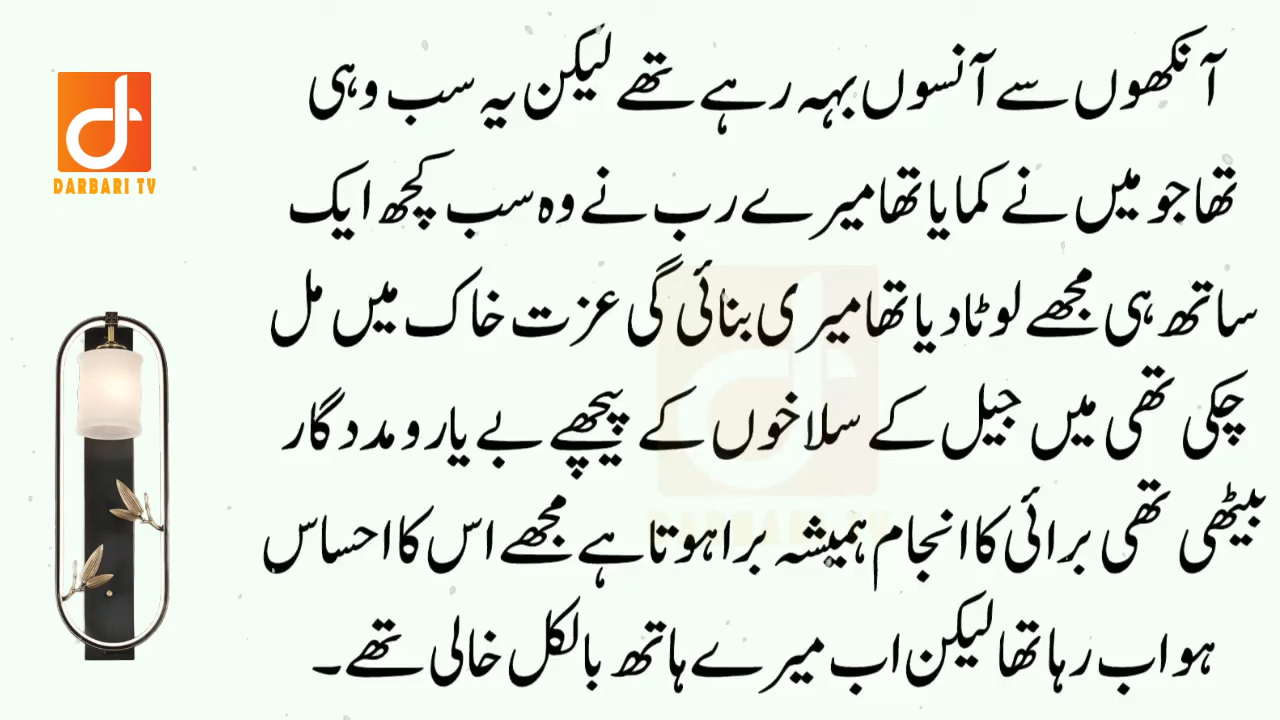 DARBARI TV
آنکھوں سے آنسوں بہہ رہے تھے لیکن یہ سب وہی
تھا جو میں نے کمایا تھا میرے رب نے وہ سب کچھ ایک
ساتھ ہی مجھے لوٹا دیا تھا میری بنائی گی عزت خاک میں مل
چکی تھی میں جیل کے سلاخوں کے پیچھے بے یار و مددگار
بیٹھی تھی برائی کا انجام ہمیشہ برا ہوتا ہے مجھے اس کا احساس
ہو اب رہا تھا لیکن اب میرے ہاتھ بالکل خالی تھے۔
DARBARI TV